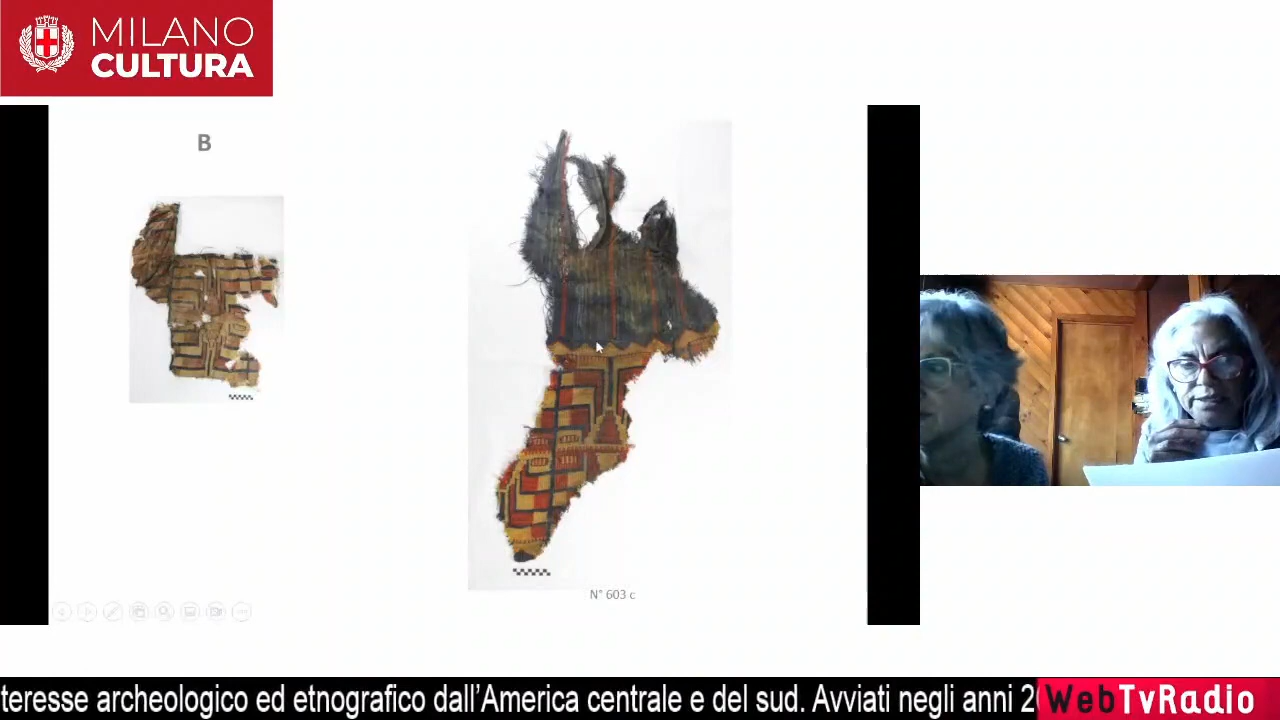 MILANO
CULTURA
B
N° 603 c
teresse archeologico ed etnografico dall'America centrale e del sud. Avviati negli anni 2
WebTvRadio